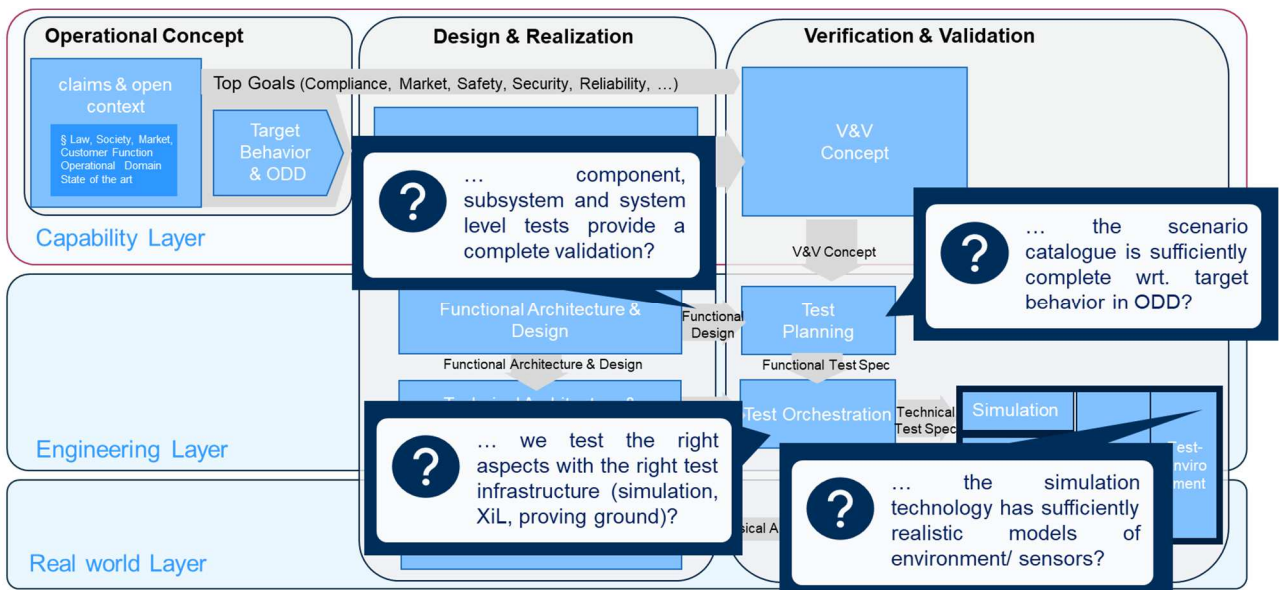 Operational Concept
Design & Realization
Verification & Validation
claims & open
context
§ Law, Society, Market,
Customer Function
Operational Domain
State of the art
Top Goals (Compliance, Market, Safety, Security, Reliability, …)
Target
Behavior
& ODD
V&V
Concept
Capability Layer
? … component,
subsystem and system
level tests provide a
complete validation?
V&V Concept
? … the scenario
catalogue is sufficiently
complete wrt. target
behavior in ODD?
Functional Architecture &
Design
Functional
Design
Test
Planning
Functional Architecture & Design
Functional Test Spec
Test Orchestration
Technical
Test Spec
Simulation
Engineering Layer
? … we test the right
aspects with the right test
infrastructure (simulation,
XiL, proving ground)?
Test-
? … the simulation
technology has sufficiently
realistic models of
environment/ sensors?
Real world Layer